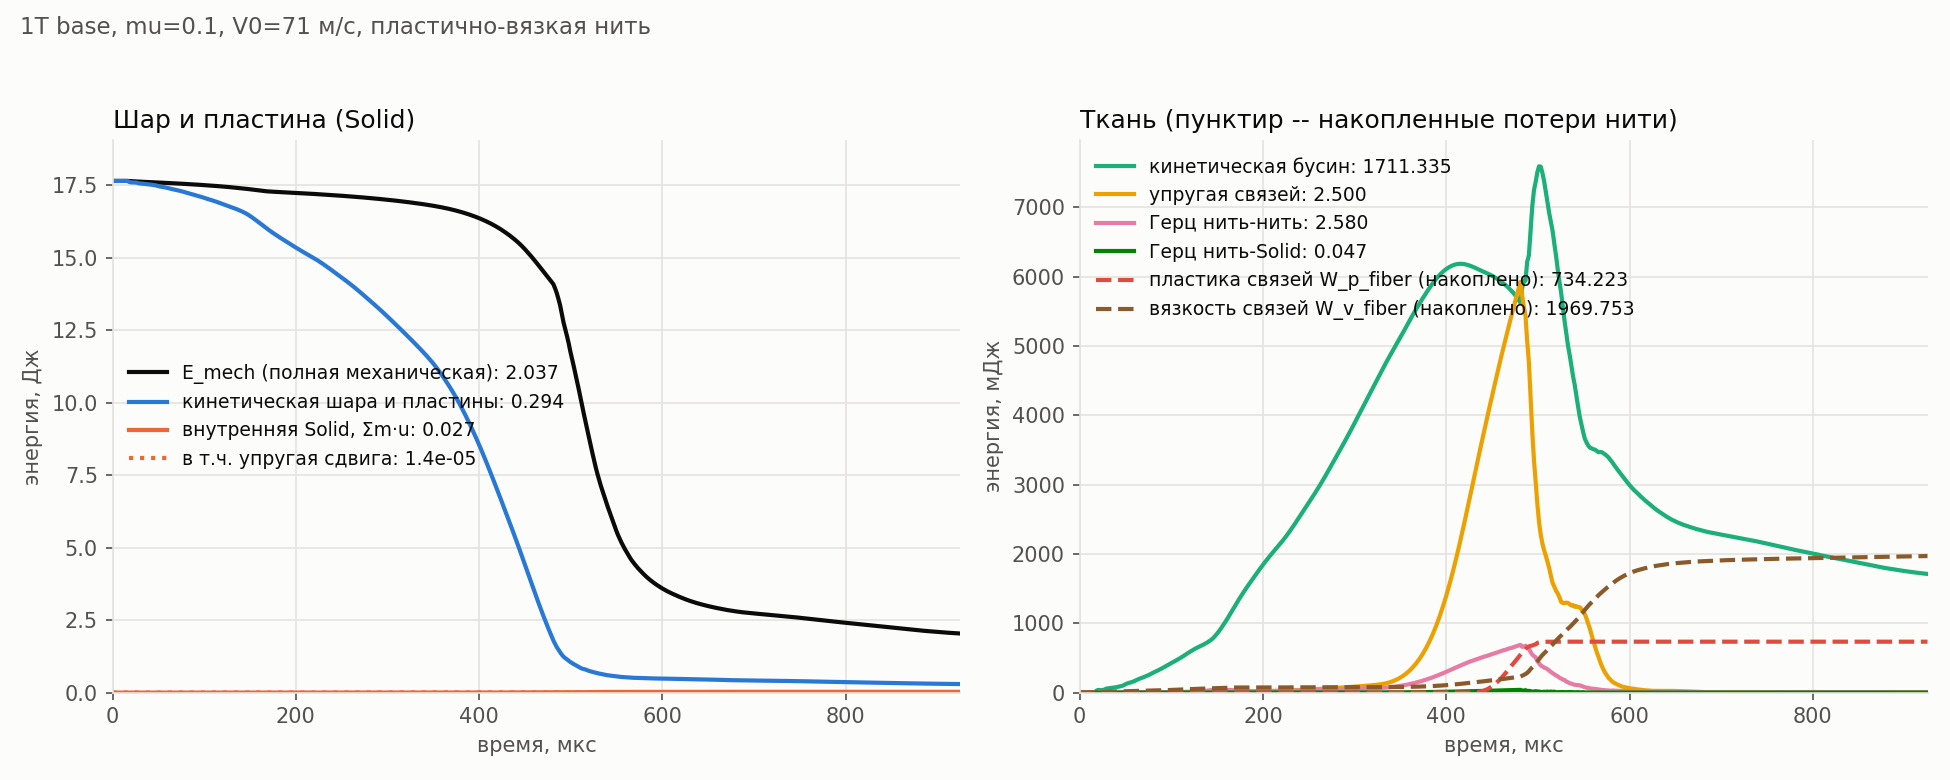 1T base, mu=0.1, V0=71 м/с, пластично-вязкая нить
Шар и пластина (Solid)
энергия, Дж
17.5
15.0
12.5
10.0
7.5
5.0
2.5
0.0
E_mech (полная механическая): 2.037
кинетическая шара и пластины: 0.294
внутренняя Solid, Σm·u: 0.027
в т.ч. упругая сдвига: 1.4e-05
0 200 400 600 800
время, мкс
Ткань (пунктир -- накопленные потери нити)
энергия, мДж
7000
6000
5000
4000
3000
2000
1000
0
кинетическая бусин: 1711.335
упругая связей: 2.500
Герц нить-нить: 2.580
Герц нить-Solid: 0.047
пластика связей W_p_fiber (накоплено): 734.223
вязкость связей W_v_fiber (накоплено): 1969.753
0 200 400 600 800
время, мкс